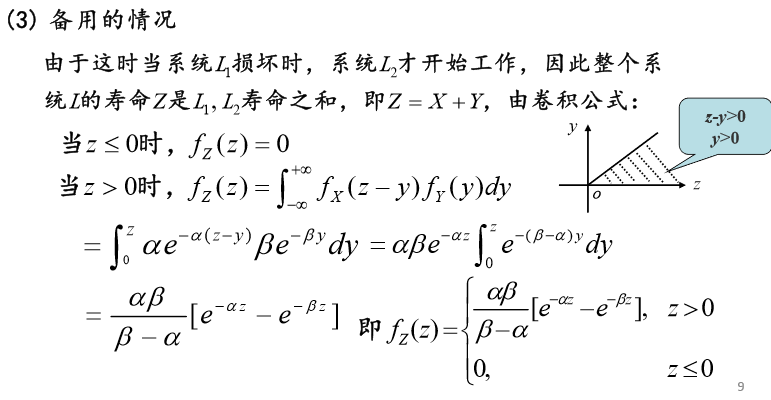 (3) 备用的情况
由于这时当系统L₁损坏时，系统L₂才开始工作，因此整个系
统L的寿命Z是L₁, L₂寿命之和，即Z = X + Y，由卷积公式：
z-y>0
y>0
当 z ≤ 0时，f_Z(z) = 0
y
当 z > 0时，f_Z(z) = ∫_{-∞}^{+∞} f_X(z − y) f_Y(y)dy
o
z
= ∫_0^z αe^{-α(z-y)} βe^{-βy} dy = αβe^{-αz} ∫_0^z e^{-(β-α)y} dy
= \frac{αβ}{β − α} [e^{-αz} − e^{-βz}]
即 f_Z(z) = { \frac{αβ}{β−α} [e^{-αz} − e^{-βz}], z > 0
0, z ≤ 0
9